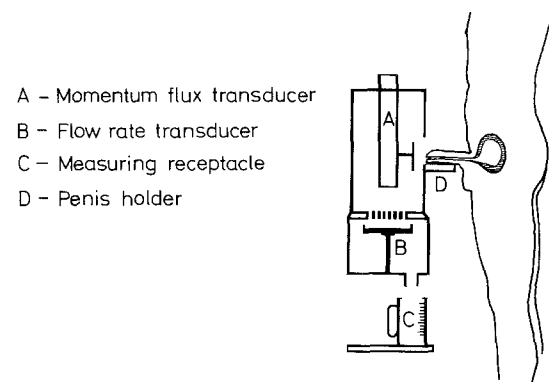 A – Momentum flux transducer
B – Flow rate transducer
C – Measuring receptacle
D – Penis holder
A
D
B
C